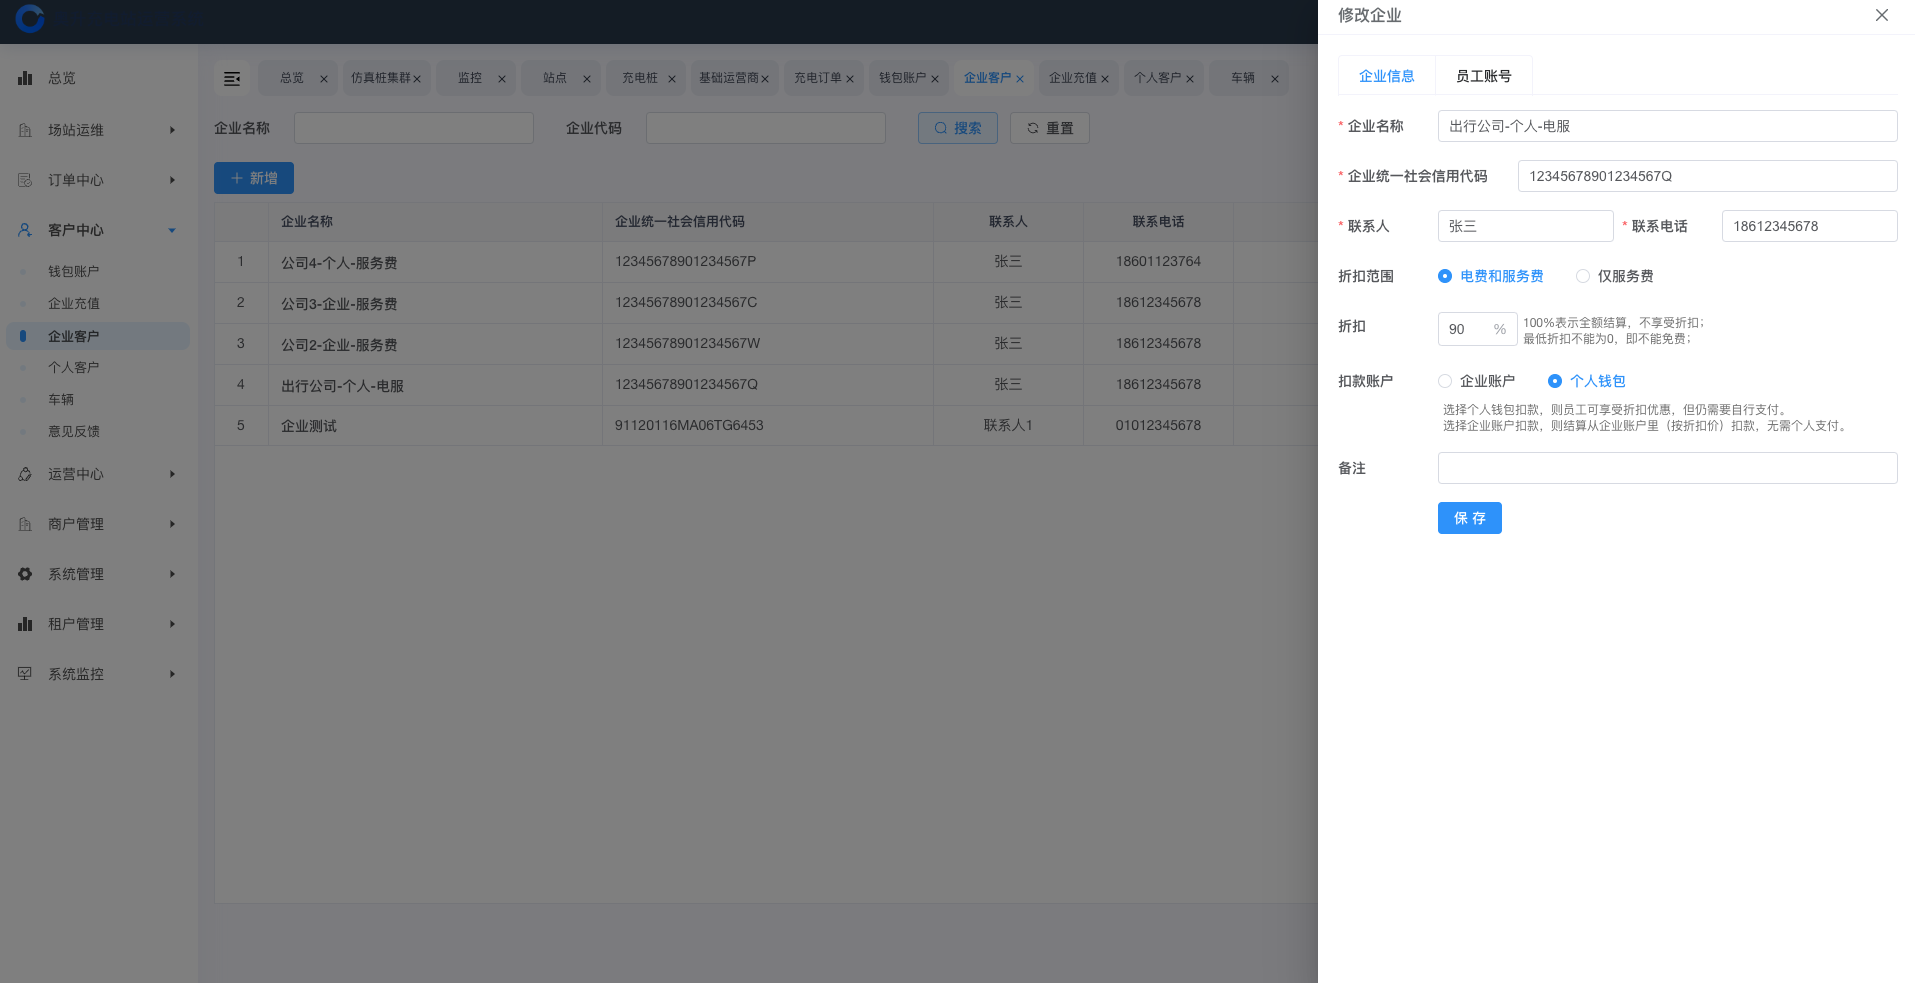 修改企业
总览
场站运维
订单中心
客户中心
钱包账户
企业充值
企业客户
个人客户
车辆
意见反馈
运营中心
商户管理
系统管理
租户管理
系统监控
总览 仿真桩集群 监控 站点 充电桩 基础运营商 充电订单 钱包账户 企业客户 企业充值 个人客户 车辆
企业名称 企业代码 搜索 重置
新增
企业名称 企业统一社会信用代码 联系人 联系电话
1 公司4-个人-服务费 12345678901234567P 张三 18601123764
2 公司3-企业-服务费 12345678901234567C 张三 18612345678
3 公司2-企业-服务费 12345678901234567W 张三 18612345678
4 出行公司-个人-电服 12345678901234567Q 张三 18612345678
5 企业测试 91120116MA06TG6453 联系人1 01012345678
企业信息 员工账号
* 企业名称 出行公司-个人-电服
* 企业统一社会信用代码 12345678901234567Q
* 联系人 张三 * 联系电话 18612345678
折扣范围 电费和服务费 仅服务费
折扣 90 % 100%表示全额结算，不享受折扣；
最低折扣不能为0，即不能免费；
扣款账户 企业账户 个人钱包
选择个人钱包扣款，则员工可享受折扣优惠，但仍需要自行支付。
选择企业账户扣款，则结算从企业账户里（按折扣价）扣款，无需个人支付。
备注
保 存